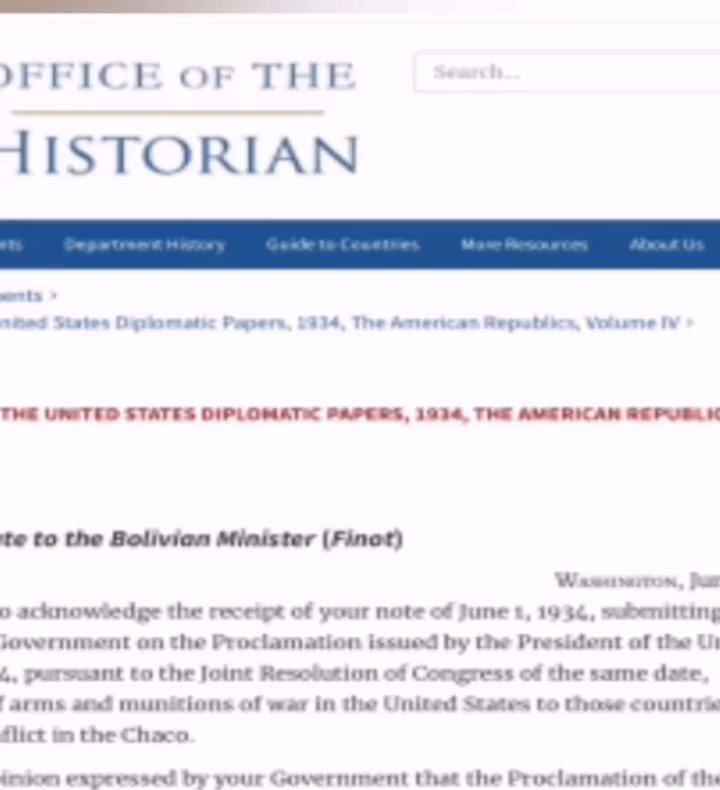 OFFICE OF THE
HISTORIAN
Search...
nts Department History Guide to Countries More Resources About Us
ents >
nited States Diplomatic Papers, 1934, The American Republics, Volume IV >
THE UNITED STATES DIPLOMATIC PAPERS, 1934, THE AMERICAN REPUBLIC
te to the Bolivian Minister (Finot)
Washington, Jun
o acknowledge the receipt of your note of June 1, 1934, submitting
Government on the Proclamation issued by the President of the Un
4, pursuant to the Joint Resolution of Congress of the same date,
f arms and munitions of war in the United States to those countrie
flict in the Chaco.
inion expressed by your Government that the Proclamation of the